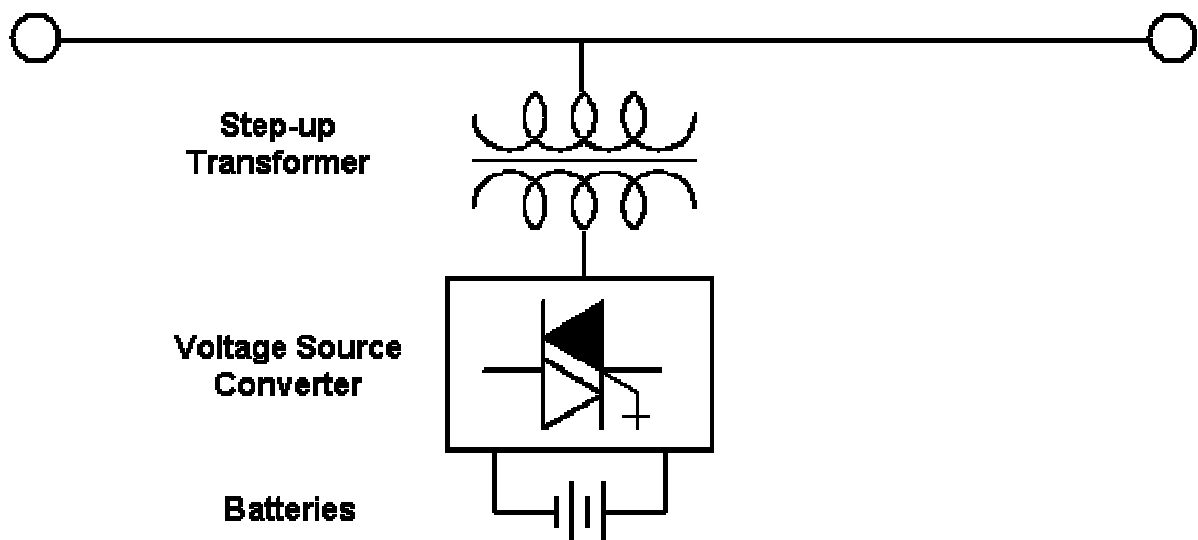 Step-up
Transformer
Voltage Source
Converter
Batteries